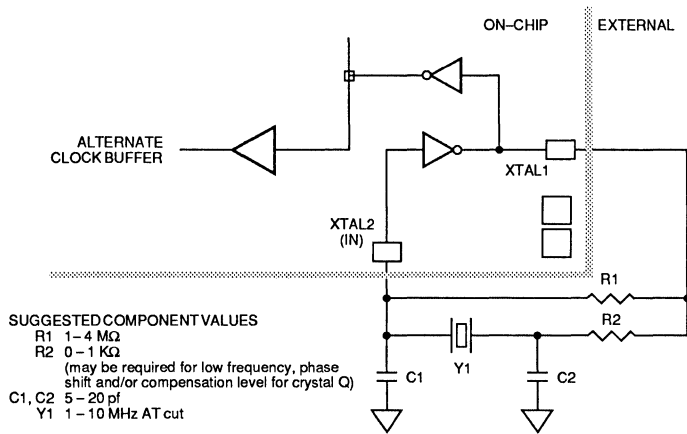 ON–CHIP EXTERNAL
ALTERNATE
CLOCK BUFFER
XTAL1
XTAL2
(IN)
R1
R2
C1
Y1
C2
SUGGESTED COMPONENT VALUES
R1 1–4 MΩ
R2 0–1 KΩ
(may be required for low frequency, phase
shift and/or compensation level for crystal Q)
C1, C2 5–20 pf
Y1 1–10 MHz AT cut